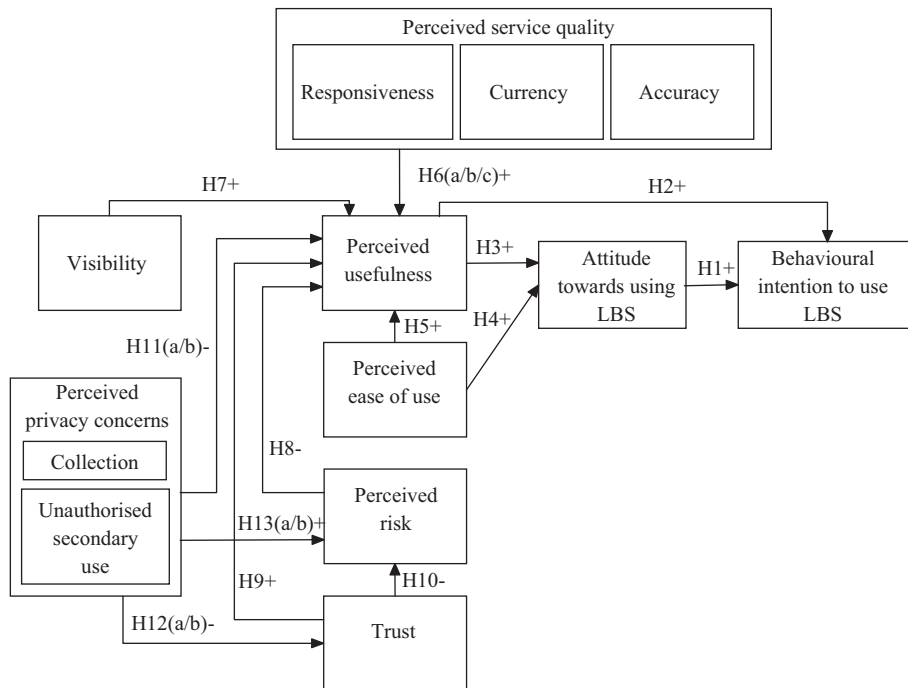 Perceived service quality
Responsiveness
Currency
Accuracy
H7+
H6(a/b/c)+
H2+
Visibility
Perceived
usefulness
H3+
Attitude
towards using
LBS
H1+
Behavioural
intention to use
LBS
H5+
H4+
H11(a/b)-
Perceived
ease of use
Perceived
privacy concerns
Collection
Unauthorised
secondary
use
H8-
Perceived
risk
H13(a/b)+
H9+
H10-
H12(a/b)-
Trust